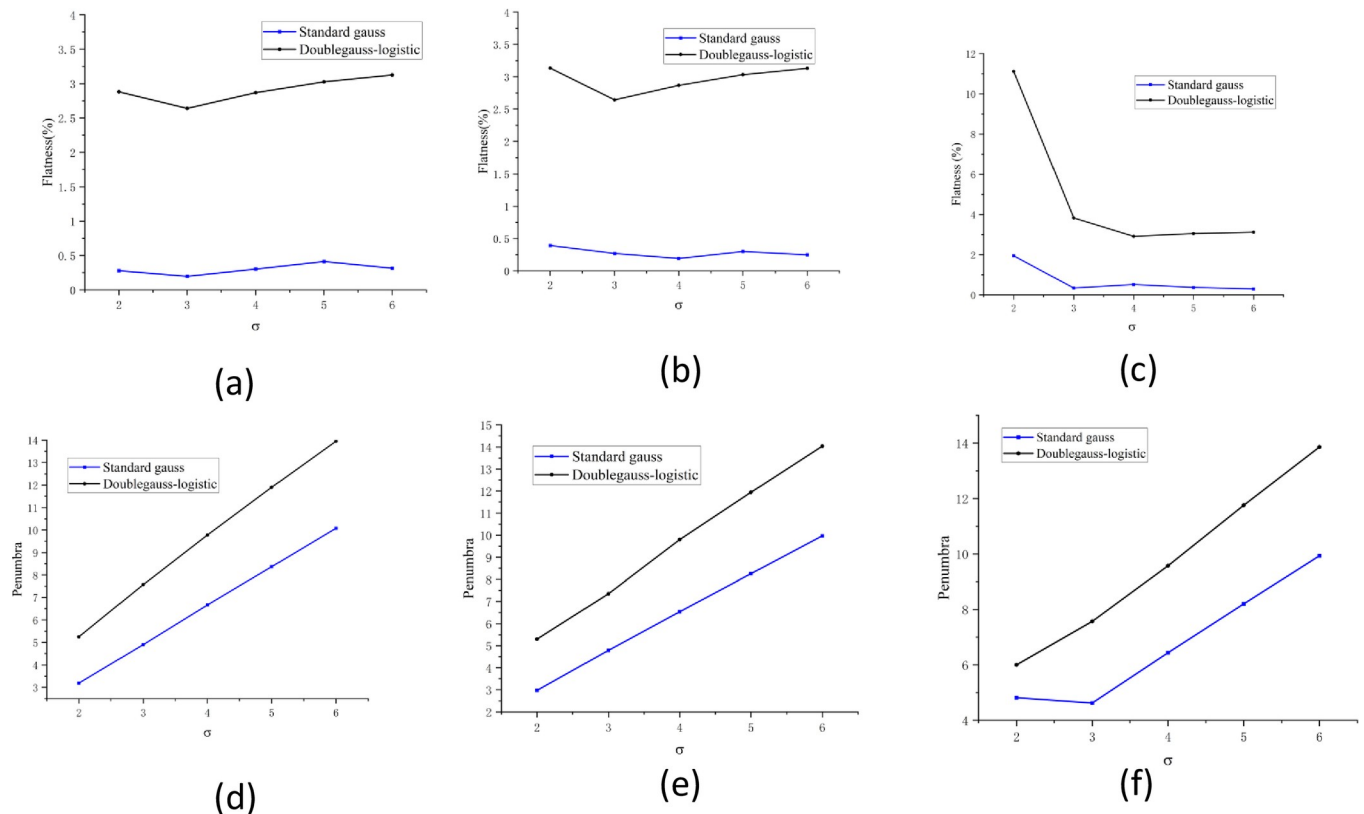 4
3.5
3
2.5
2
1.5
1
0.5
0
Flatness(%)
Standard gauss
Doublegauss-logistic
2 3 4 5 6
σ
(a)
4
3.5
3
2.5
2
1.5
1
0.5
0
Flatness(%)
Standard gauss
Doublegauss-logistic
2 3 4 5 6
σ
(b)
12
10
8
6
4
2
0
Flatness (%)
Standard gauss
Doublegauss-logistic
2 3 4 5 6
σ
(c)
14
13
12
11
10
9
8
7
6
5
4
3
Penumbra
Standard gauss
Doublegauss-logistic
2 3 4 5 6
σ
(d)
15
14
13
12
11
10
9
8
7
6
5
4
3
2
Penumbra
Standard gauss
Doublegauss-logistic
2 3 4 5 6
σ
(e)
14
12
10
8
6
4
Penumbra
Standard gauss
Doublegauss-logistic
2 3 4 5 6
σ
(f)